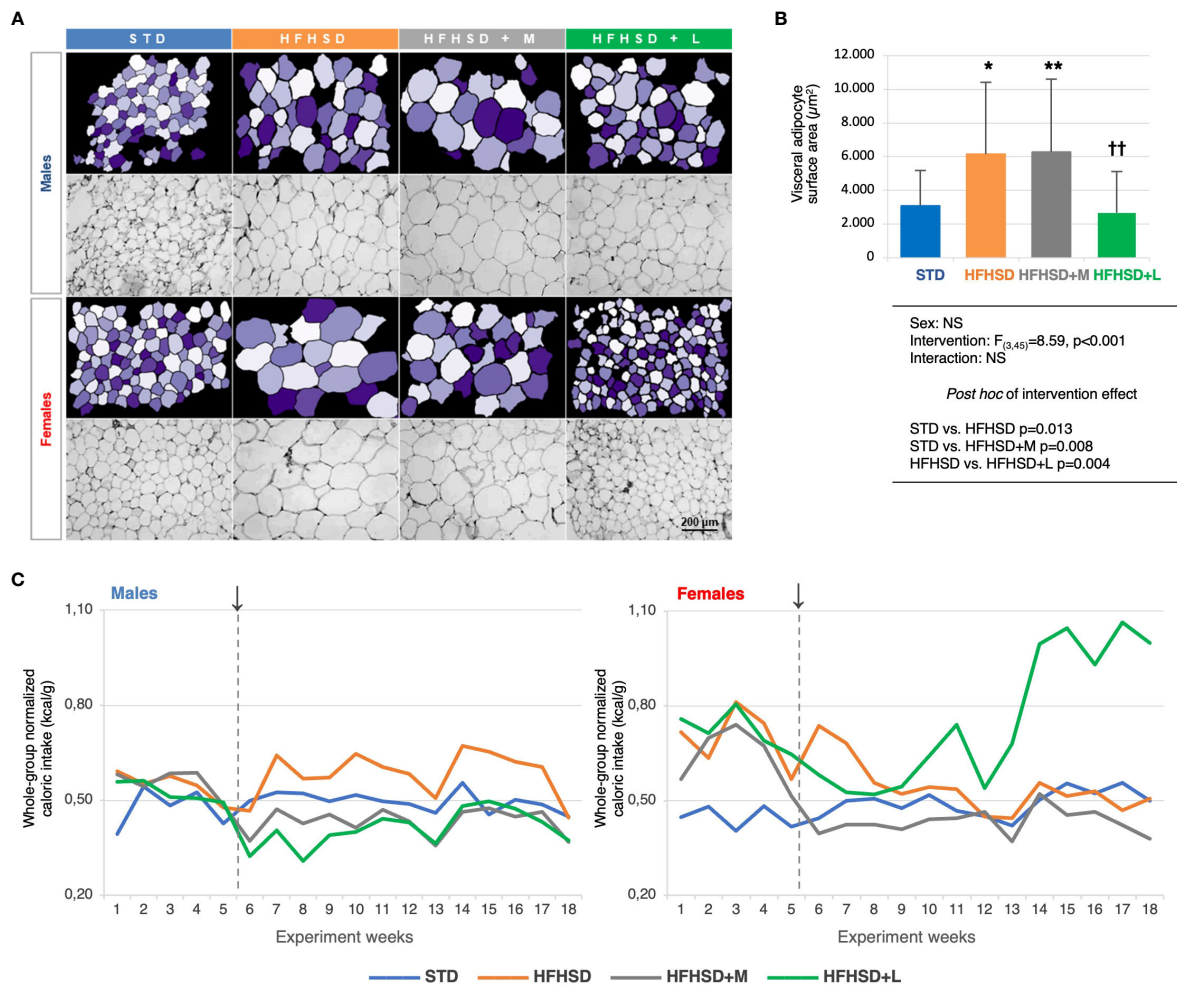 A
STD
HFHSD
HFHSD + M
HFHSD + L
Males
Females
200 µm
B
Visceral adipocyte
surface area (µm²)
12.000
10.000
8.000
6.000
4.000
2.000
0
*
**
††
STD
HFHSD
HFHSD+M
HFHSD+L
Sex: NS
Intervention: F(3,45)=8.59, p<0.001
Interaction: NS
Post hoc of intervention effect
STD vs. HFHSD p=0.013
STD vs. HFHSD+M p=0.008
HFHSD vs. HFHSD+L p=0.004
C
Males
Whole-group normalized
caloric intake (kcal/g)
1,10
0,80
0,50
0,20
1 2 3 4 5 6 7 8 9 10 11 12 13 14 15 16 17 18
Experiment weeks
Females
Whole-group normalized
caloric intake (kcal/g)
1,10
0,80
0,50
0,20
1 2 3 4 5 6 7 8 9 10 11 12 13 14 15 16 17 18
Experiment weeks
STD
HFHSD
HFHSD+M
HFHSD+L